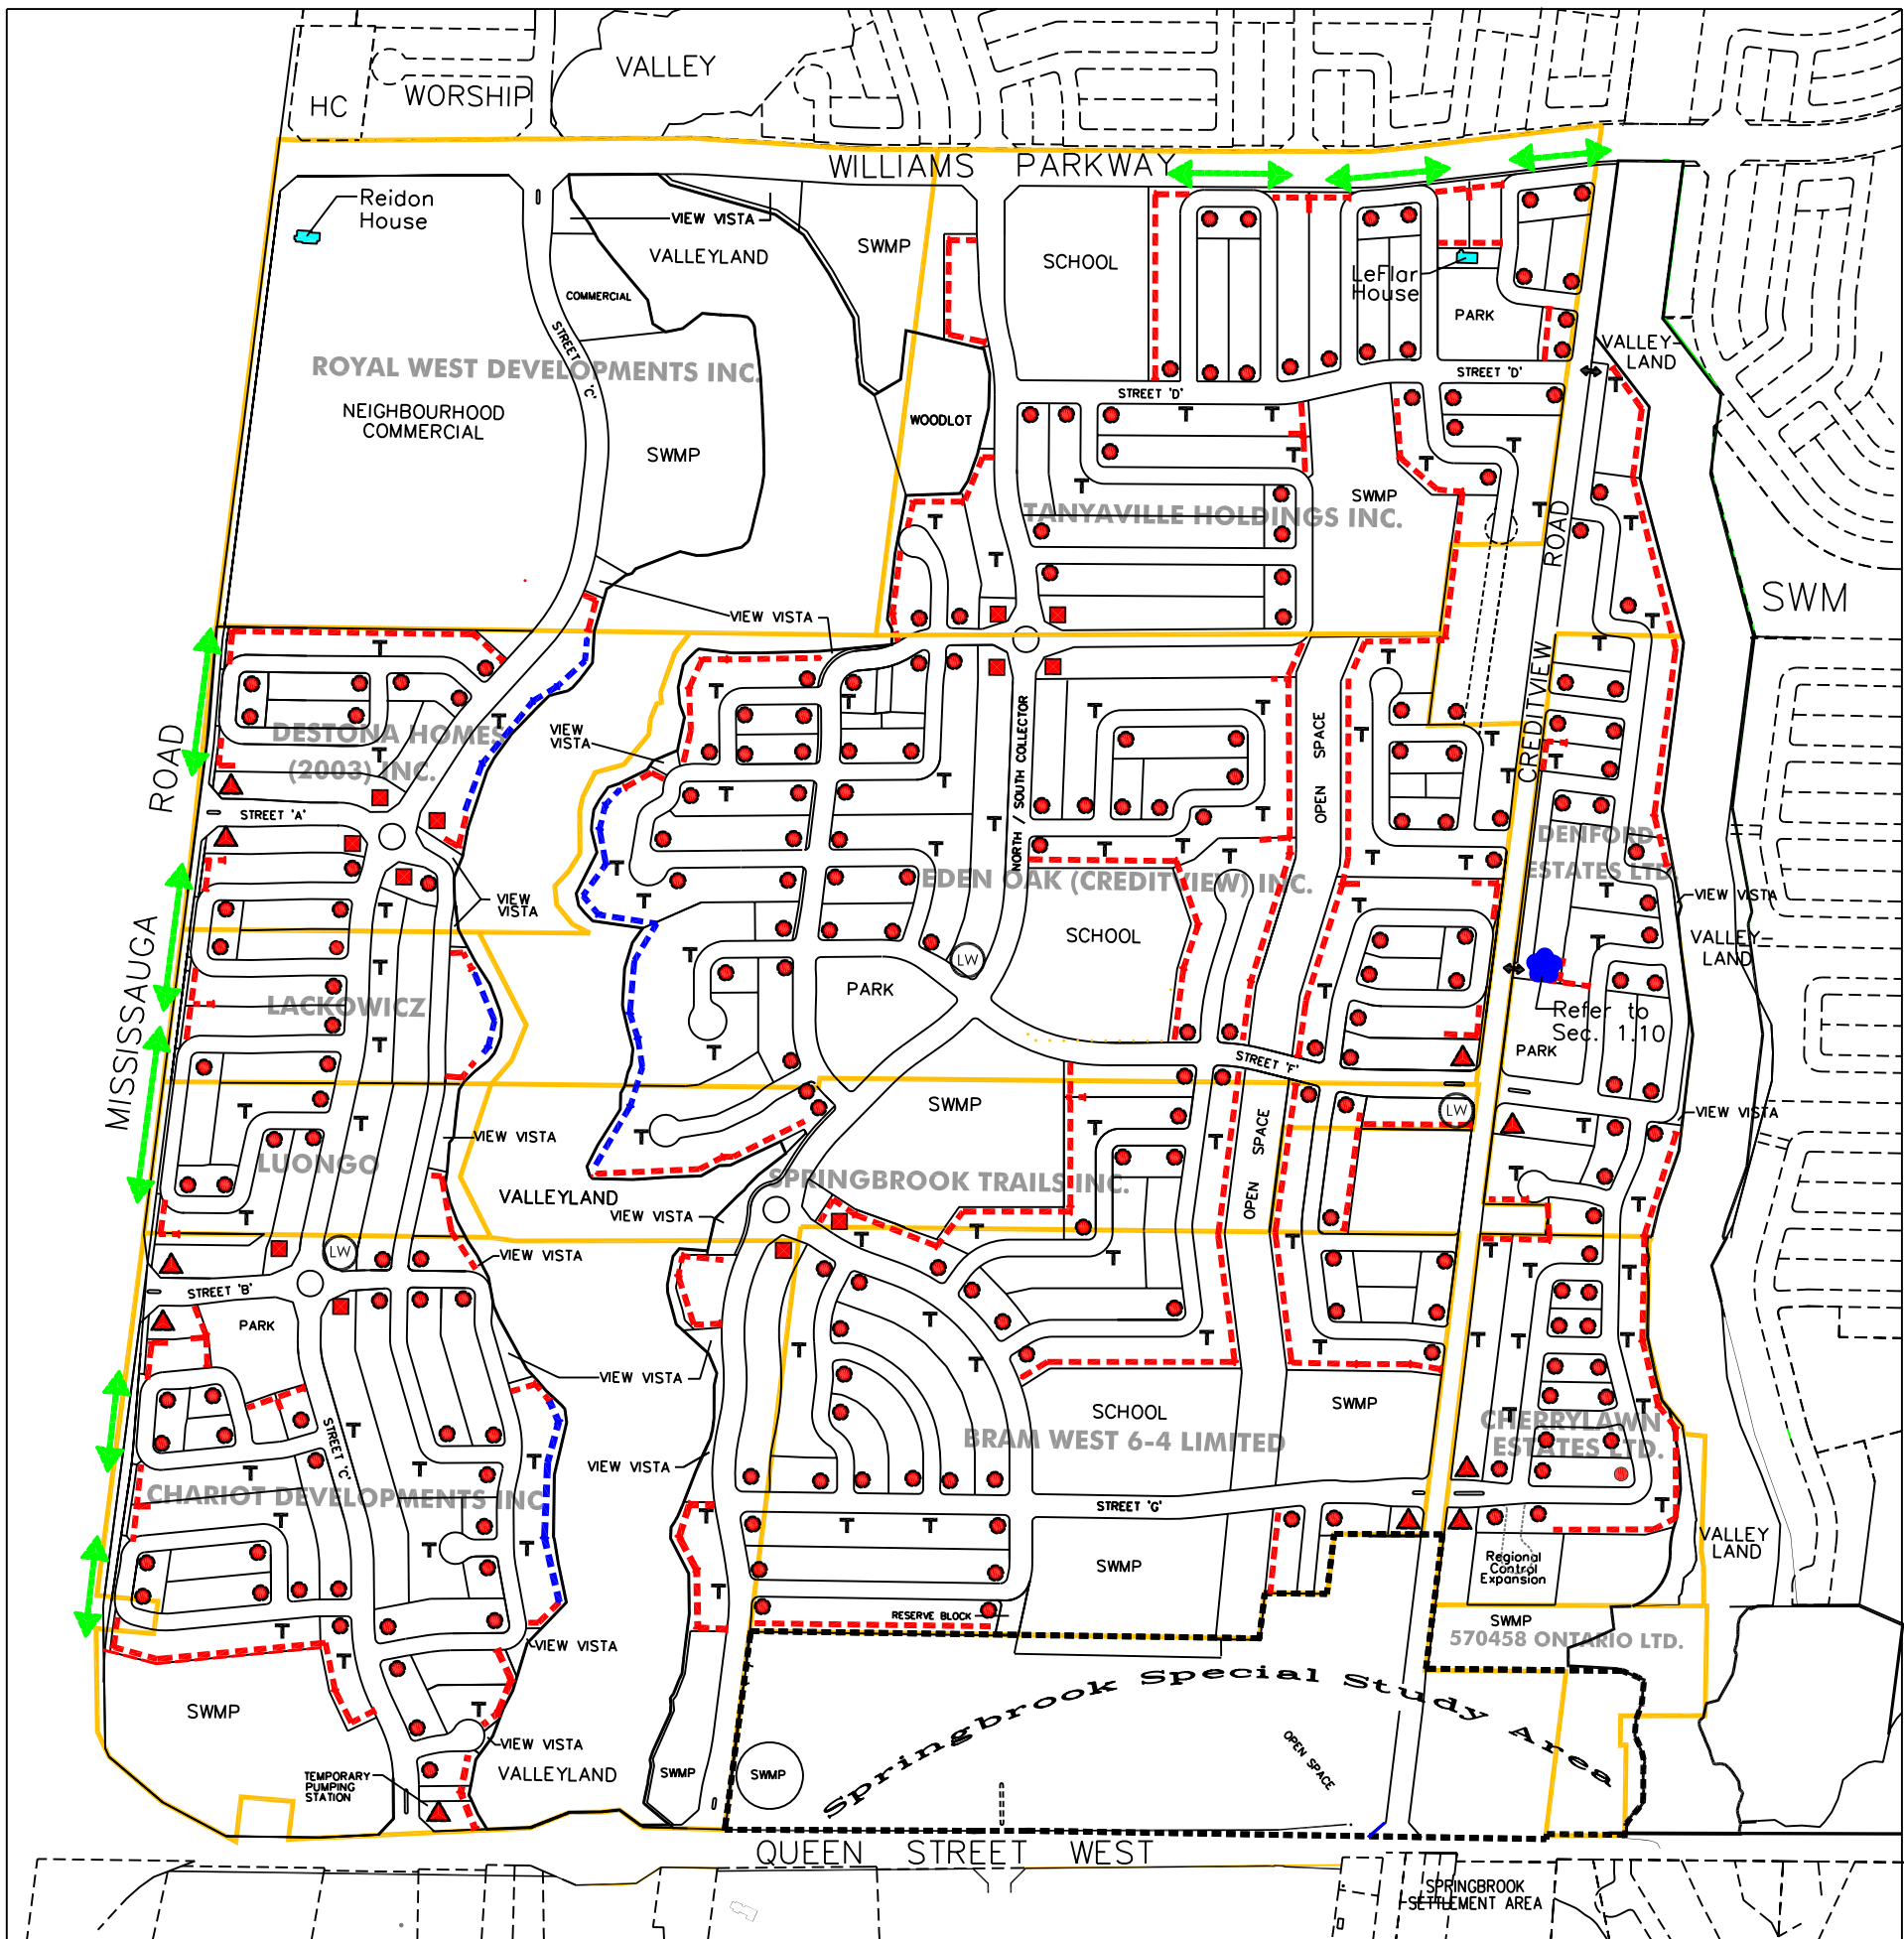 VALLEY
HC
WORSHIP
WILLIAMS PARKWAY
Reidon
House
VIEW VISTA
VALLEYLAND
SWMP
SCHOOL
COMMERCIAL
STREET 'C'
LeFlar
House
PARK
VALLEY-
LAND
ROYAL WEST DEVELOPMENTS INC.
NEIGHBOURHOOD
COMMERCIAL
SWMP
WOODLOT
STREET 'D'
STREET 'D'
T
SWMP
TANYAVILLE HOLDINGS INC.
CREDITVIEW ROAD
SWM
VIEW VISTA
DESTONA HOMES
(2003) INC.
VIEW
VISTA
NORTH / SOUTH COLLECTOR
OPEN SPACE
MISSISSAUGA ROAD
STREET 'A'
DENFORD
ESTATES LTD.
EDEN OAK (CREDITVIEW) INC.
VIEW
VISTA
VIEW VISTA
SCHOOL
VALLEY-
LAND
LW
PARK
LACKOWICZ
Refer to
Sec. 1.10
PARK
STREET 'F'
SWMP
LW
VIEW VISTA
VIEW VISTA
OPEN SPACE
LUONGO
SPRINGBROOK TRAILS INC.
VALLEYLAND
VIEW VISTA
LW
VIEW VISTA
STREET 'B'
PARK
VIEW VISTA
SCHOOL
SWMP
STREET 'C'
BRAM WEST 6-4 LIMITED
CHERRYLAWN
ESTATES LTD.
VIEW VISTA
CHARIOT DEVELOPMENTS INC
STREET 'G'
VALLEY
LAND
SWMP
Regional
Control
Expansion
RESERVE BLOCK
SWMP
570458 ONTARIO LTD.
VIEW VISTA
Springbrook Special Study Area
SWMP
VIEW VISTA
OPEN SPACE
TEMPORARY
PUMPING
STATION
VALLEYLAND
SWMP
SWMP
QUEEN STREET WEST
SPRINGBROOK
SETTLEMENT AREA